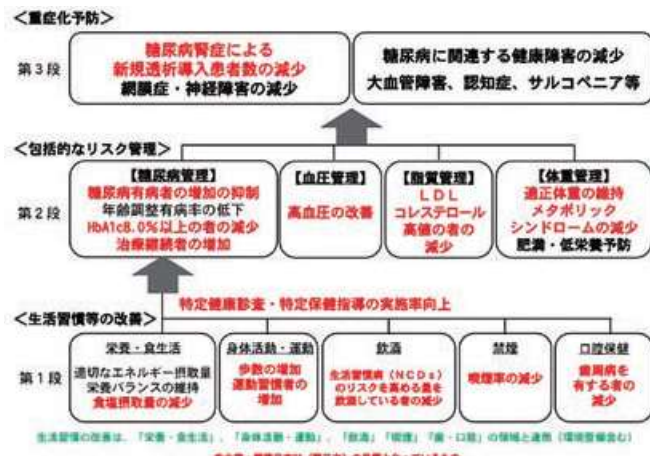 <重症化予防>
第3段
糖尿病腎症による
新規透析導入患者数の減少
網膜症・神経障害の減少
糖尿病に関連する健康障害の減少
大血管障害、認知症、サルコペニア等
<包括的なリスク管理>
第2段
【糖尿病管理】
糖尿病有病者の増加の抑制
年齢調整有病率の低下
HbA1c8.0%以上の者の減少
治療継続者の増加
【血圧管理】
高血圧の改善
【脂質管理】
LDL
コレステロール
高値の者の
減少
【体重管理】
適正体重の維持
メタボリック
シンドロームの減少
肥満・低栄養予防
特定健康診査・特定保健指導の実施率向上
<生活習慣等の改善>
第1段
栄養・食生活
適切なエネルギー摂取量
栄養バランスの維持
食塩摂取量の減少
身体活動・運動
歩数の増加
運動習慣者の
増加
飲酒
生活習慣病(NCDs)
のリスクを高める量を
飲酒している者の減少
禁煙
喫煙率の減少
口腔保健
歯周病を
有する者の
減少
生活習慣の改善は、「栄養・食生活」、「身体活動・運動」、「飲酒」「喫煙」「歯・口腔」の領域と連携(環境整備含む)